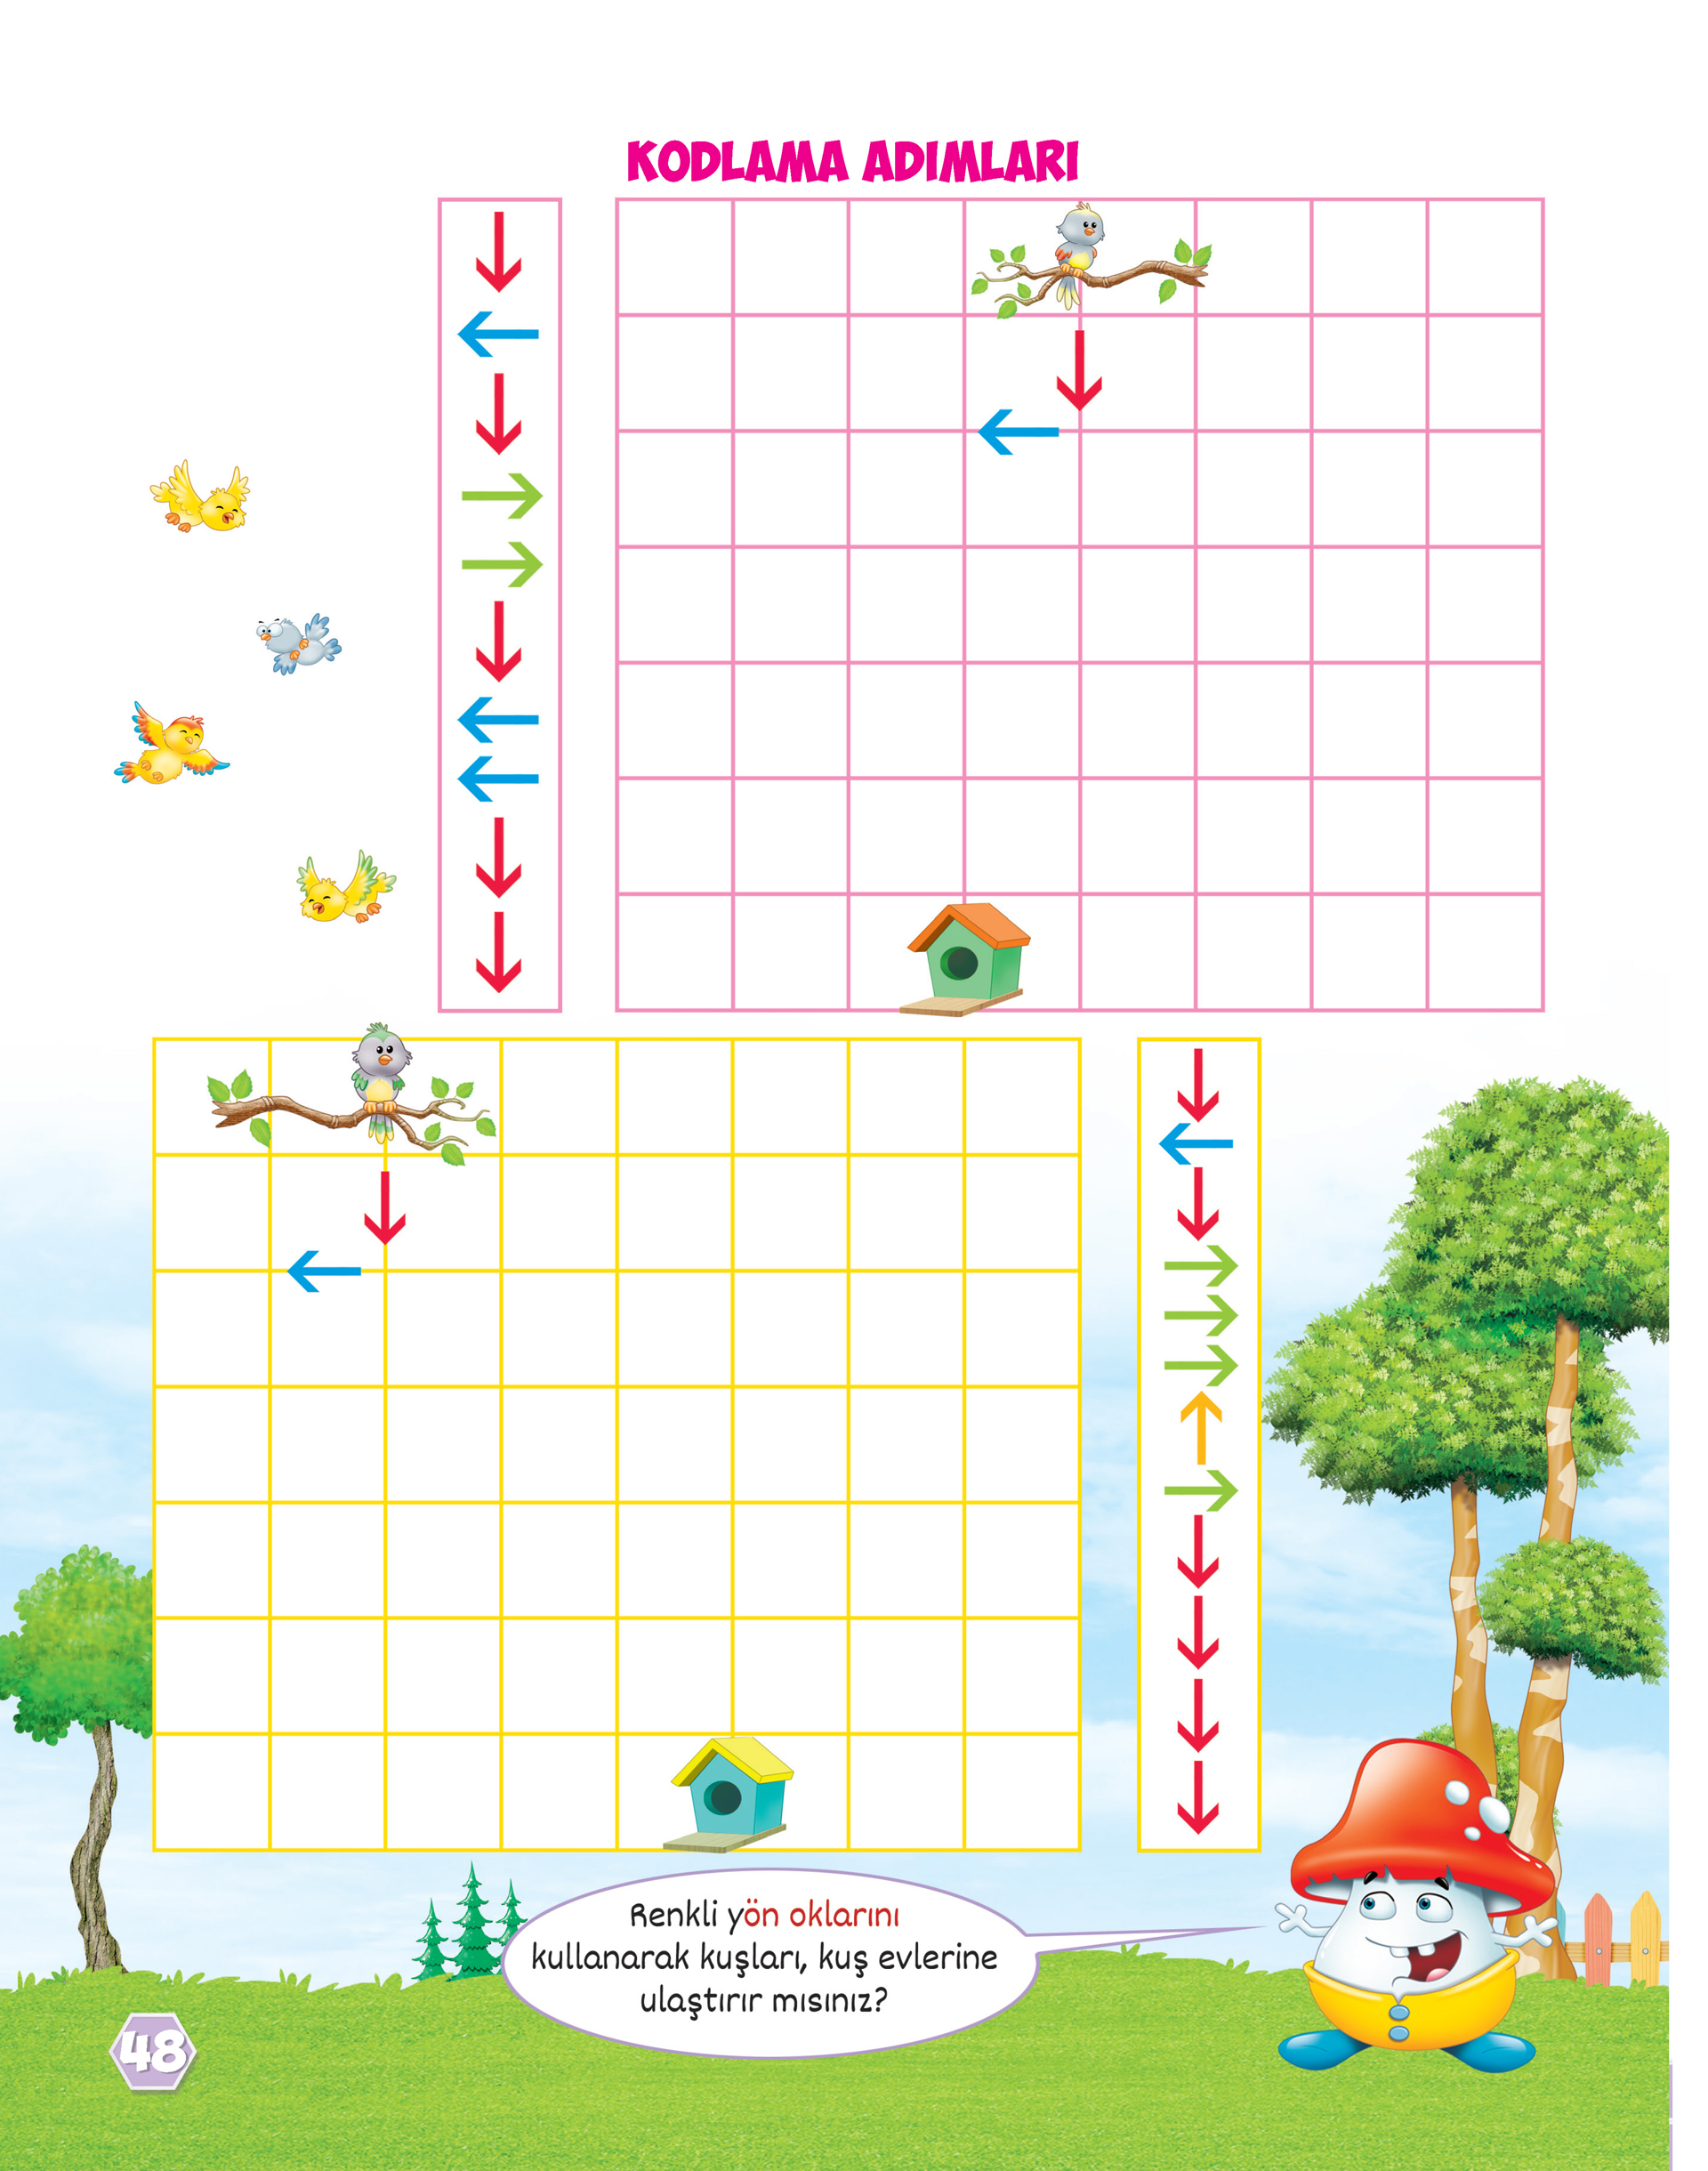 KODLAMA ADIMLARI
Renkli yön oklarını
kullanarak kuşları, kuş evlerine
ulaştırır mısınız?
48